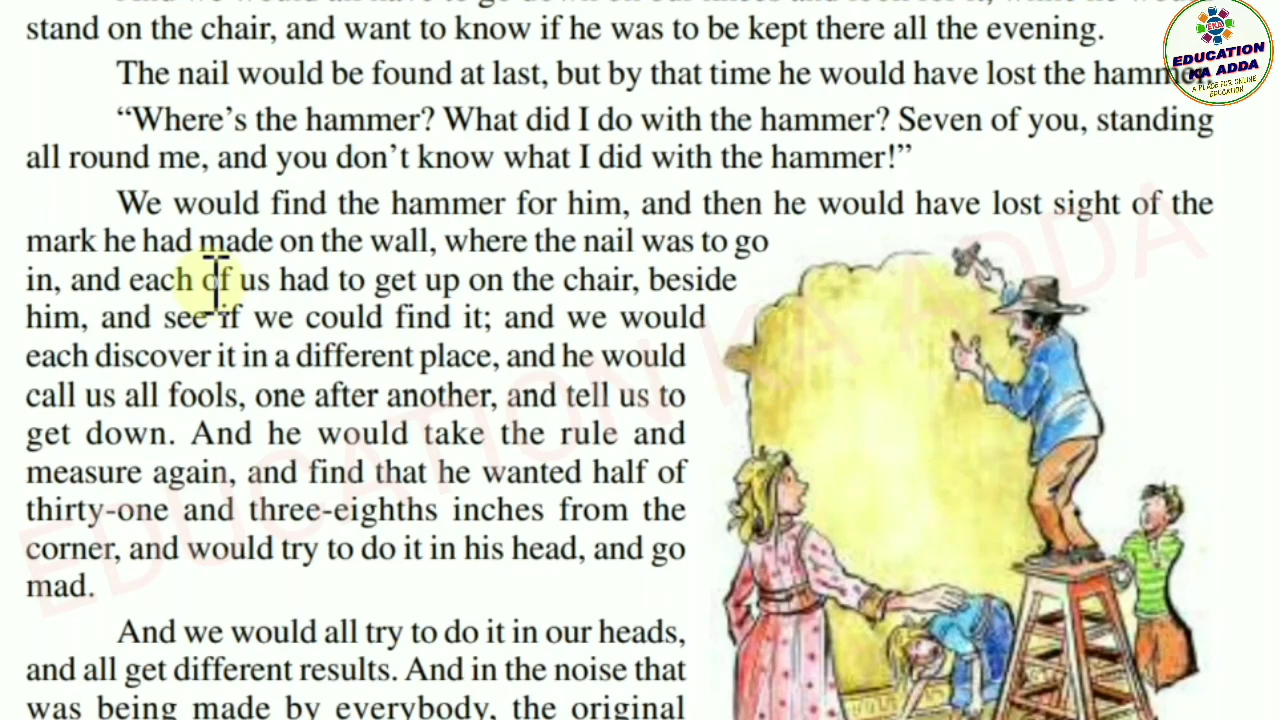 stand on the chair, and want to know if he was to be kept there all the evening.
The nail would be found at last, but by that time he would have lost the hammer.
“Where’s the hammer? What did I do with the hammer? Seven of you, standing
all round me, and you don’t know what I did with the hammer!”
We would find the hammer for him, and then he would have lost sight of the
mark he had made on the wall, where the nail was to go
in, and each of us had to get up on the chair, beside
him, and see if we could find it; and we would
each discover it in a different place, and he would
call us all fools, one after another, and tell us to
get down. And he would take the rule and
measure again, and find that he wanted half of
thirty-one and three-eighths inches from the
corner, and would try to do it in his head, and go
mad.
And we would all try to do it in our heads,
and all get different results. And in the noise that
was being made by everybody, the original
EKA
EDUCATION
KA ADDA
A PLACE FOR ONLINE
EDUCATION
EDUCATION KA ADDA